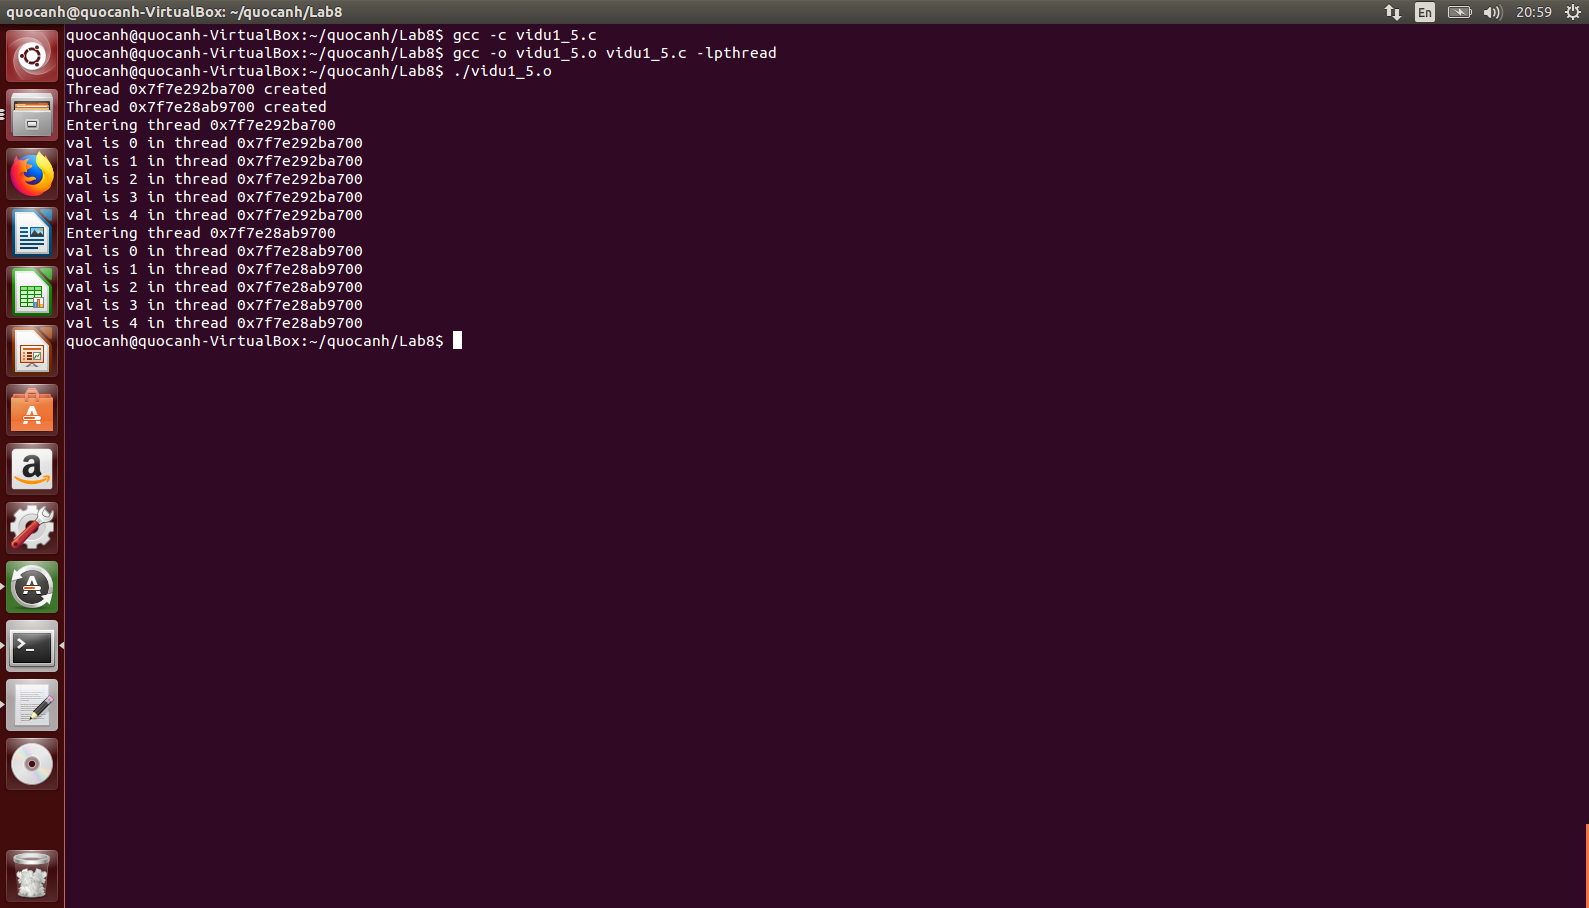 quocanh@quocanh-VirtualBox: ~/quocanh/Lab8
En
20:59
quocanh@quocanh-VirtualBox:~/quocanh/Lab8$ gcc -c vidu1_5.c
quocanh@quocanh-VirtualBox:~/quocanh/Lab8$ gcc -o vidu1_5.o vidu1_5.c -lpthread
quocanh@quocanh-VirtualBox:~/quocanh/Lab8$ ./vidu1_5.o
Thread 0x7f7e292ba700 created
Thread 0x7f7e28ab9700 created
Entering thread 0x7f7e292ba700
val is 0 in thread 0x7f7e292ba700
val is 1 in thread 0x7f7e292ba700
val is 2 in thread 0x7f7e292ba700
val is 3 in thread 0x7f7e292ba700
val is 4 in thread 0x7f7e292ba700
Entering thread 0x7f7e28ab9700
val is 0 in thread 0x7f7e28ab9700
val is 1 in thread 0x7f7e28ab9700
val is 2 in thread 0x7f7e28ab9700
val is 3 in thread 0x7f7e28ab9700
val is 4 in thread 0x7f7e28ab9700
quocanh@quocanh-VirtualBox:~/quocanh/Lab8$